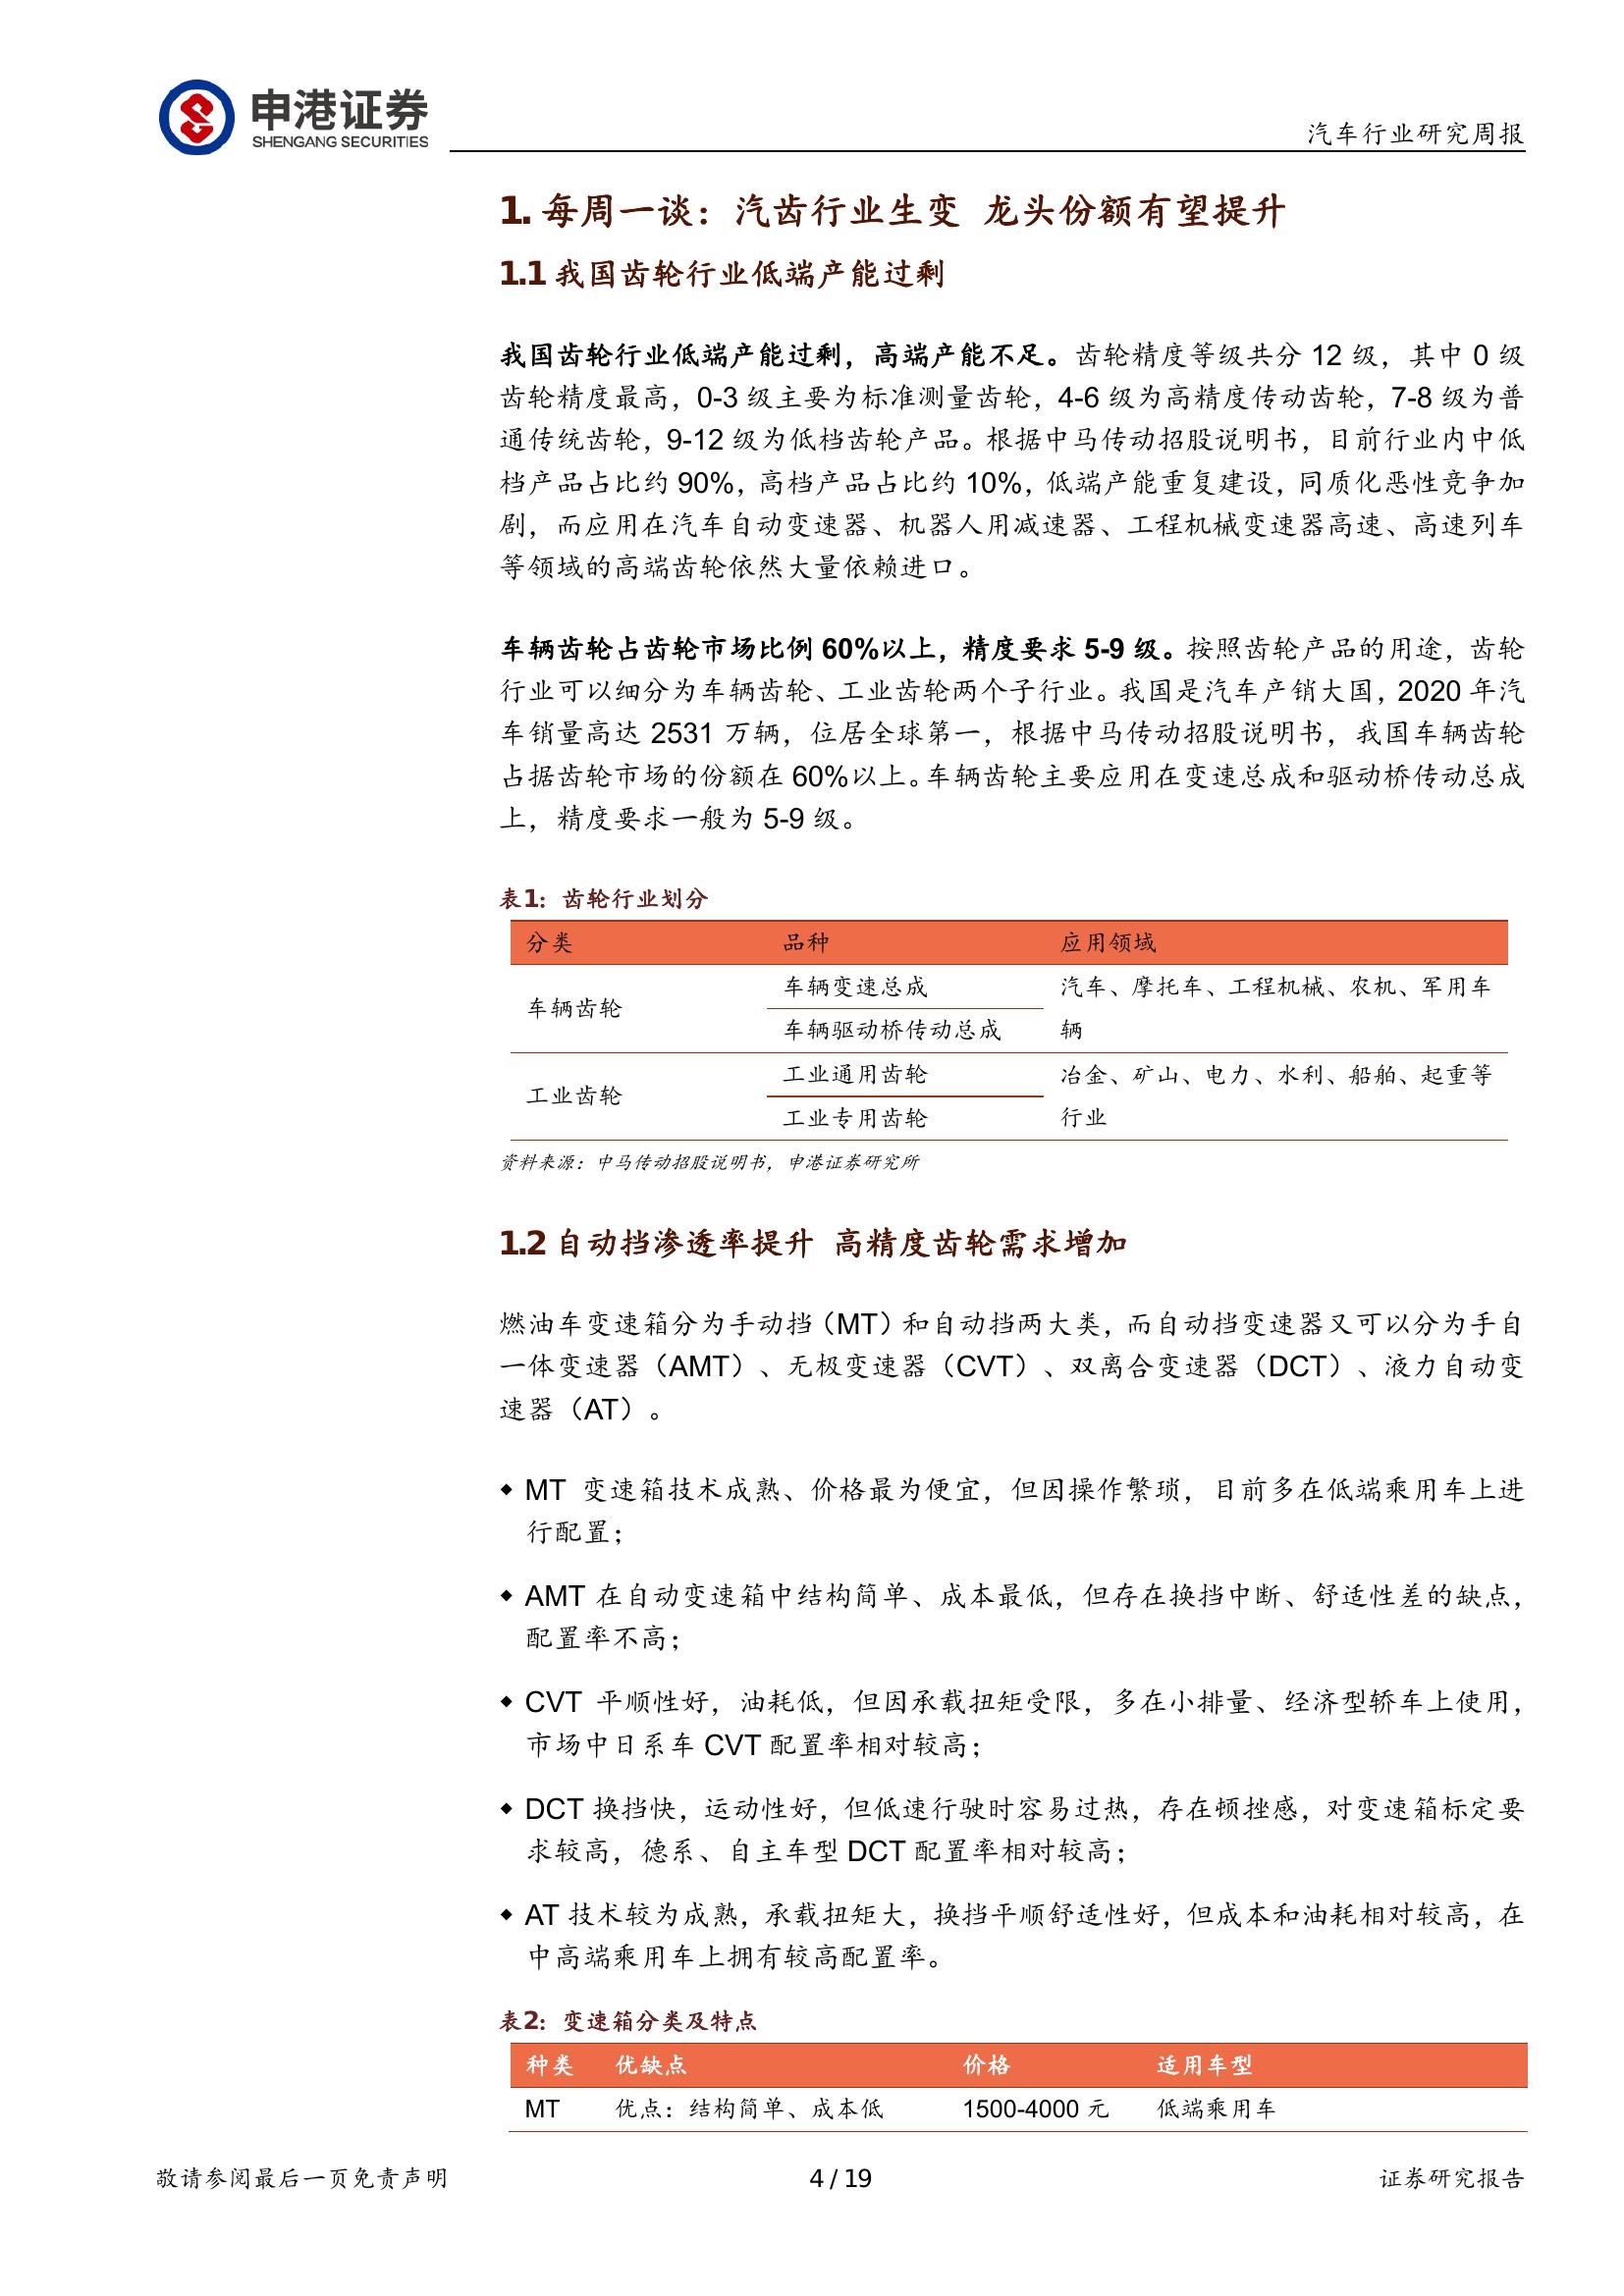 申港证券
SHENGANG SECURITIES
汽车行业研究周报
1. 每周一谈：汽齿行业生变 龙头份额有望提升
1.1 我国齿轮行业低端产能过剩
我国齿轮行业低端产能过剩，高端产能不足。齿轮精度等级共分 12 级，其中 0 级
齿轮精度最高，0-3 级主要为标准测量齿轮，4-6 级为高精度传动齿轮，7-8 级为普
通传统齿轮，9-12 级为低档齿轮产品。根据中马传动招股说明书，目前行业内中低
档产品占比约 90%，高档产品占比约 10%，低端产能重复建设，同质化恶性竞争加
剧，而应用在汽车自动变速器、机器人用减速器、工程机械变速器高速、高速列车
等领域的高端齿轮依然大量依赖进口。
车辆齿轮占齿轮市场比例 60%以上，精度要求 5-9 级。按照齿轮产品的用途，齿轮
行业可以细分为车辆齿轮、工业齿轮两个子行业。我国是汽车产销大国，2020 年汽
车销量高达 2531 万辆，位居全球第一，根据中马传动招股说明书，我国车辆齿轮
占据齿轮市场的份额在 60%以上。车辆齿轮主要应用在变速总成和驱动桥传动总成
上，精度要求一般为 5-9 级。
表1：齿轮行业划分
分类 品种 应用领域
车辆齿轮 车辆变速总成 汽车、摩托车、工程机械、农机、军用车
车辆驱动桥传动总成 辆
工业齿轮 工业通用齿轮 冶金、矿山、电力、水利、船舶、起重等
工业专用齿轮 行业
资料来源：中马传动招股说明书，申港证券研究所
1.2 自动挡渗透率提升 高精度齿轮需求增加
燃油车变速箱分为手动挡（MT）和自动挡两大类，而自动挡变速器又可以分为手自
一体变速器（AMT）、无极变速器（CVT）、双离合变速器（DCT）、液力自动变
速器（AT）。
◆ MT 变速箱技术成熟、价格最为便宜，但因操作繁琐，目前多在低端乘用车上进
行配置；
◆ AMT 在自动变速箱中结构简单、成本最低，但存在换挡中断、舒适性差的缺点，
配置率不高；
◆ CVT 平顺性好，油耗低，但因承载扭矩受限，多在小排量、经济型轿车上使用，
市场中日系车 CVT 配置率相对较高；
◆ DCT 换挡快，运动性好，但低速行驶时容易过热，存在顿挫感，对变速箱标定要
求较高，德系、自主车型 DCT 配置率相对较高；
◆ AT 技术较为成熟，承载扭矩大，换挡平顺舒适性好，但成本和油耗相对较高，在
中高端乘用车上拥有较高配置率。
表2：变速箱分类及特点
种类 优缺点 价格 适用车型
MT 优点：结构简单、成本低 1500-4000 元 低端乘用车
敬请参阅最后一页免责声明 4 / 19 证券研究报告